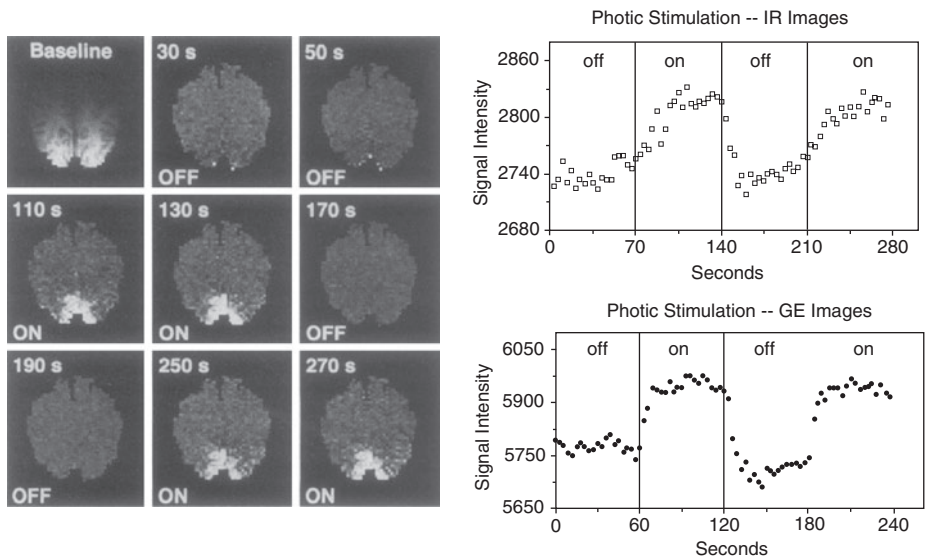 Baseline
30 s
OFF
50 s
OFF
110 s
ON
130 s
ON
170 s
OFF
190 s
OFF
250 s
ON
270 s
ON
Photic Stimulation -- IR Images
off on off on
Signal Intensity
2860
2800
2740
2680
0 70 140 210 280
Seconds
Photic Stimulation -- GE Images
off on off on
Signal Intensity
6050
5900
5750
5650
0 60 120 180 240
Seconds